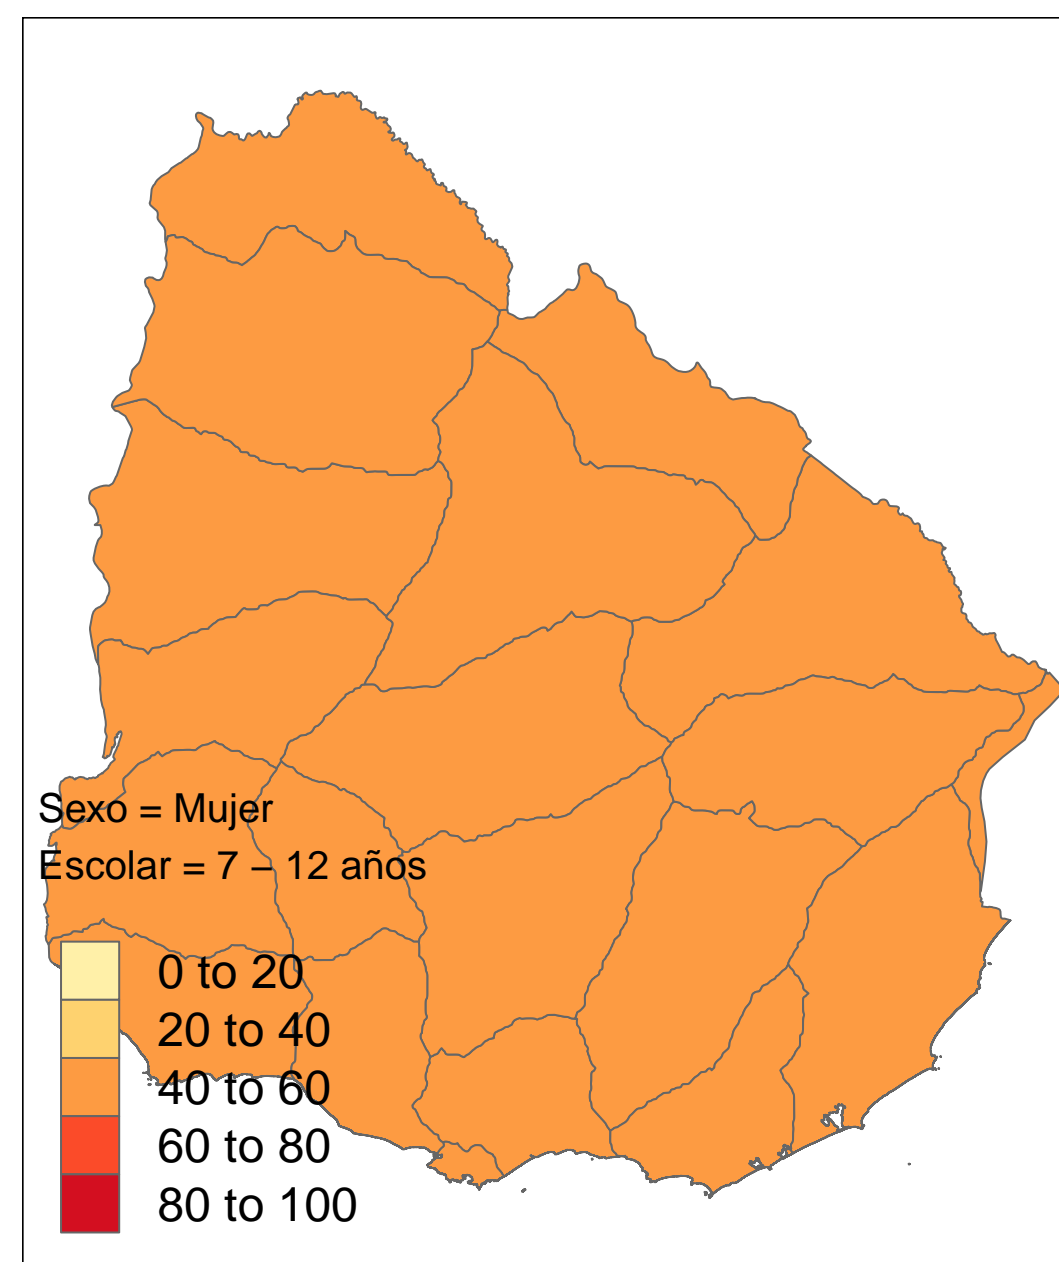 Sexo = Mujer
Escolar = 7 – 12 años
0 to 20
20 to 40
40 to 60
60 to 80
80 to 100